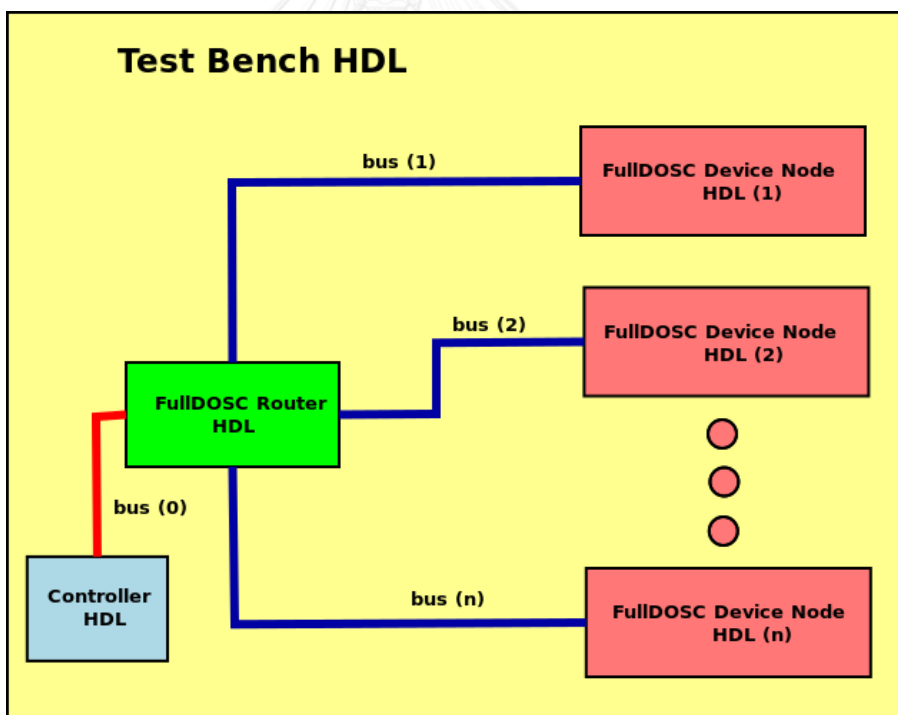 Test Bench HDL
bus (1)
FullDOSC Device Node
HDL (1)
bus (2)
FullDOSC Device Node
HDL (2)
FullDOSC Router
HDL
bus (0)
Controller
HDL
bus (n)
FullDOSC Device Node
HDL (n)